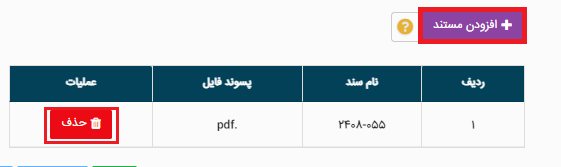 افزودن مستند
?
ردیف نام سند پسوند فایل عملیات
۱ ۲۴۰۸-۰۵۵ .pdf حذف